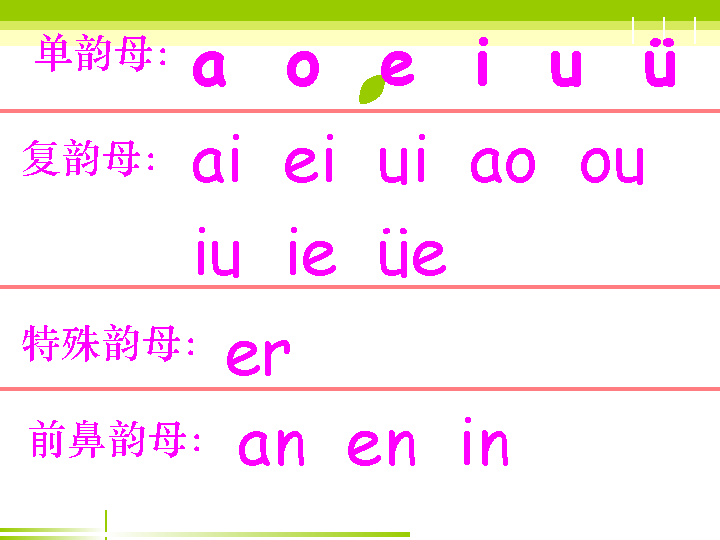 单韵母： a o e i u ü
复韵母： ai ei ui ao ou
iu ie üe
特殊韵母： er
前鼻韵母： an en in